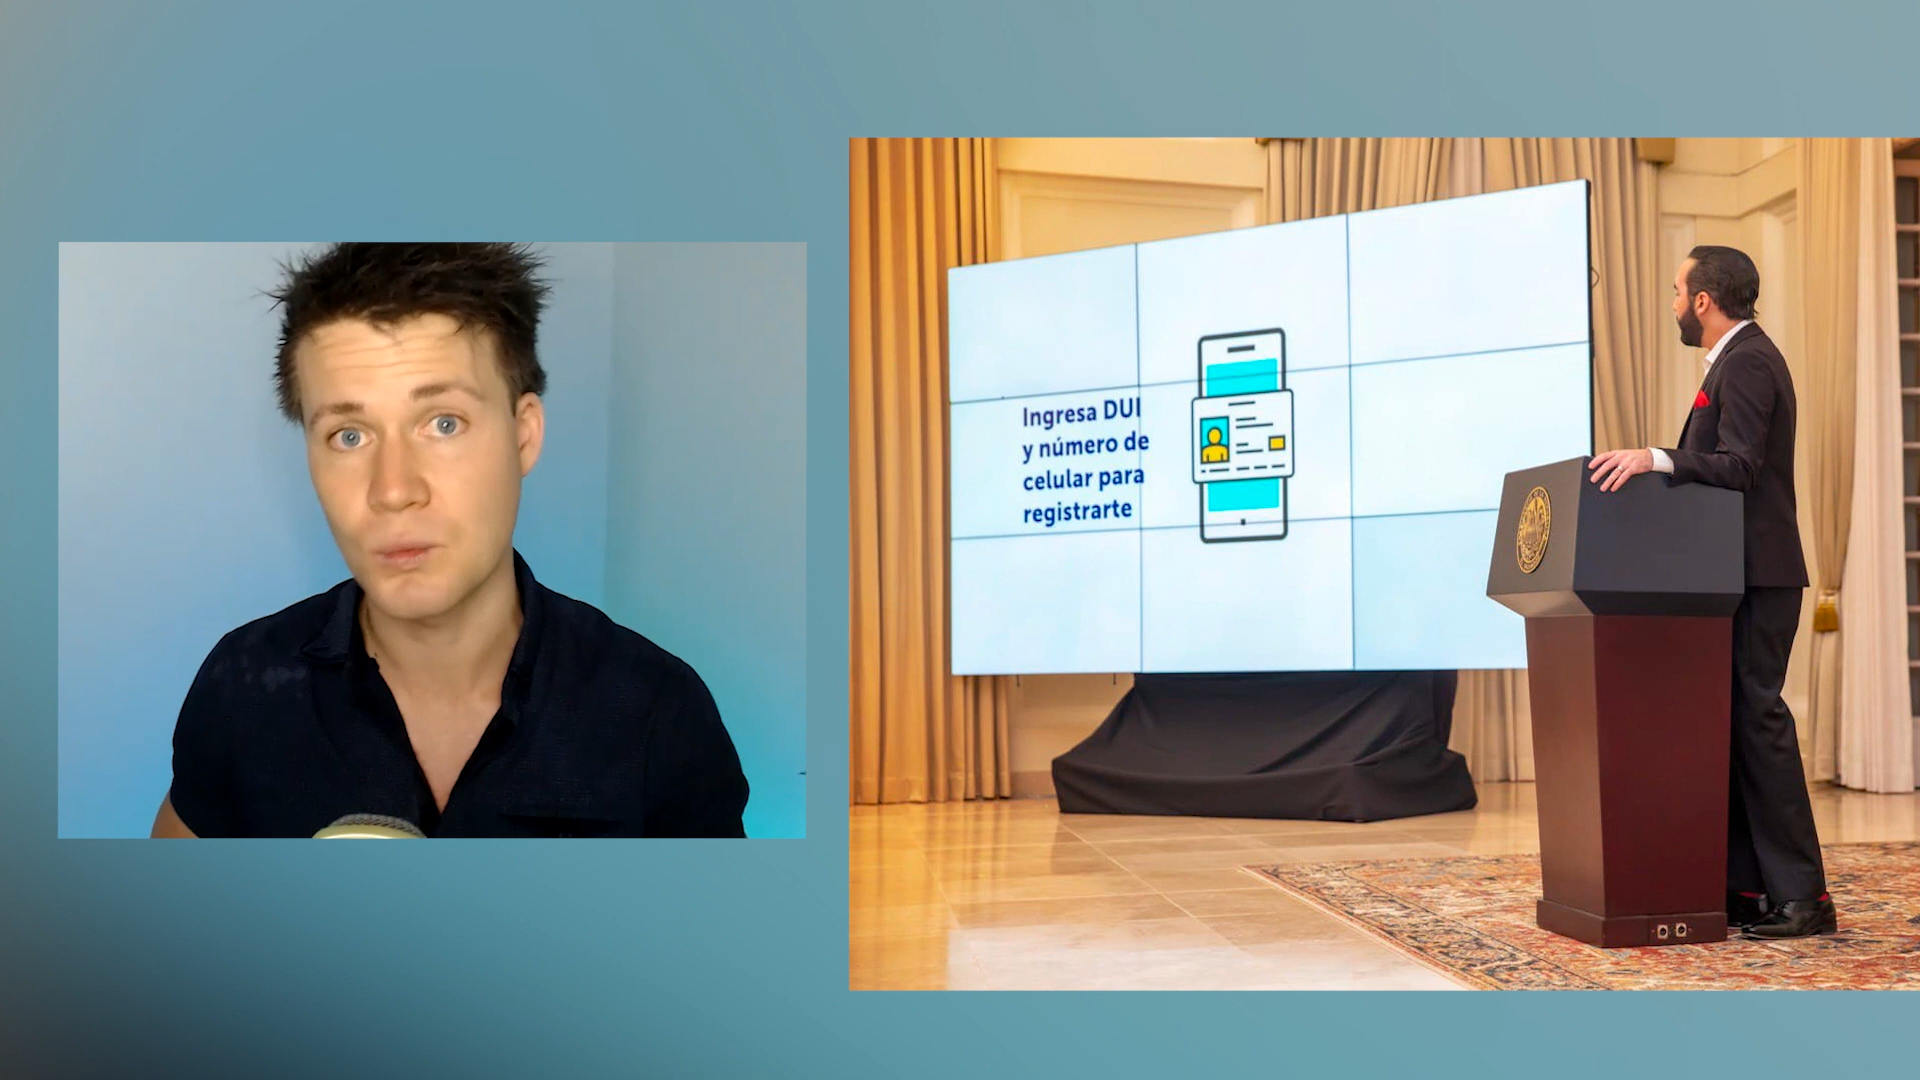 Ingresa DUI
y número de
celular para
registrarte